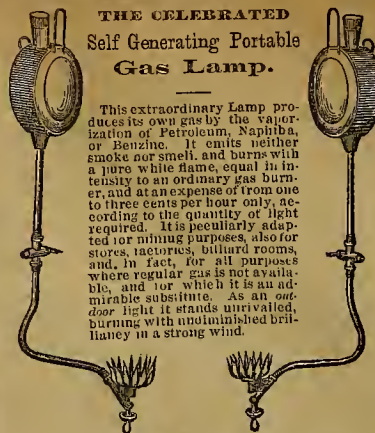 THE CELEBRATED
Self Generating Portable
Gas Lamp.
This extraordinary Lamp pro-
duces its own gas by the vapor-
ization of Petroleum, Naphtha,
or Benzine. It emits neither
smoke nor smell, and burns with
a pure white flame, equal in in-
tensity to an ordinary gas burn-
er, and at an expense of from one
to three cents per hour only, ac-
cording to the quantity of light
required. It is peculiarly adap-
ted for mining purposes, also for
stores, factories, billiard rooms,
and, in fact, for all purposes
where regular gas is not availa-
ble, and for which it is an ad-
mirable substitute. As an out-
door light it stands unrivalled,
burning with undiminished bril-
liancy in a strong wind.